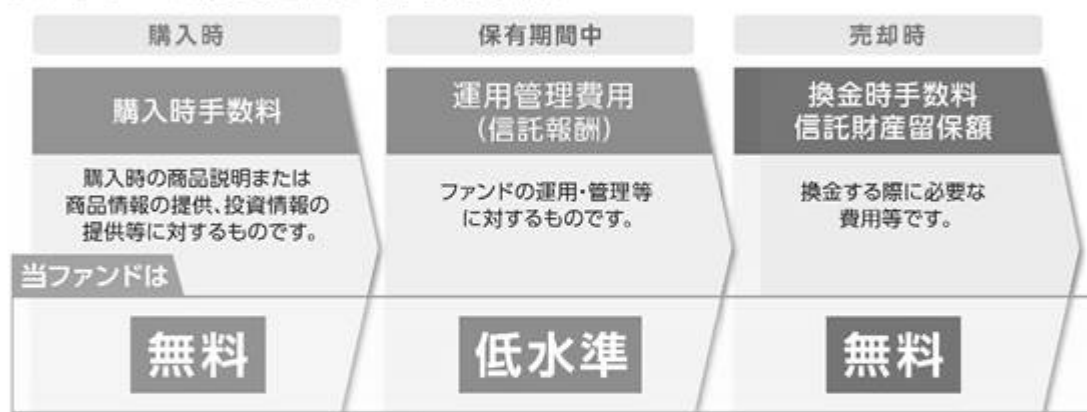 購入時
保有期間中
売却時
購入時手数料
運用管理費用
(信託報酬)
換金時手数料
信託財産留保額
購入時の商品説明または
商品情報の提供、投資情報の
提供等に対するものです。
ファンドの運用・管理等
に対するものです。
換金する際に必要な
費用等です。
当ファンドは
無料
低水準
無料